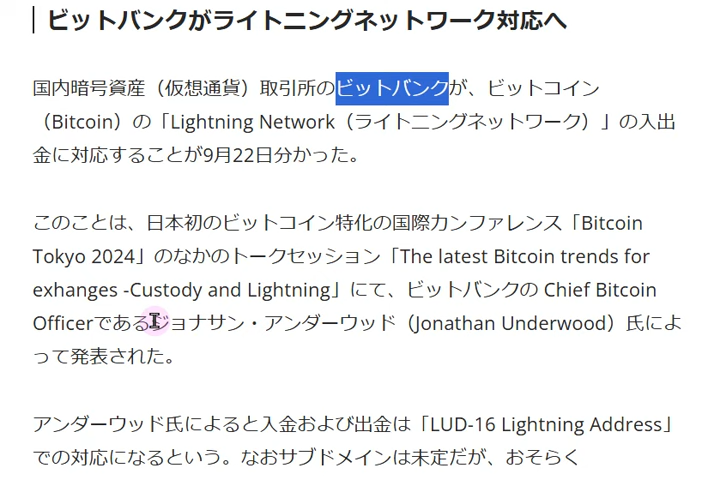 ビットバンクがライトニングネットワーク対応へ
国内暗号資産（仮想通貨）取引所のビットバンクが、ビットコイン
（Bitcoin）の「Lightning Network（ライトニングネットワーク）」の入出
金に対応することが9月22日分かった。
このことは、日本初のビットコイン特化の国際カンファレンス「Bitcoin
Tokyo 2024」のなかのトークセッション「The latest Bitcoin trends for
exhanges -Custody and Lightning」にて、ビットバンクの Chief Bitcoin
Officerであるジョナサン・アンダーウッド（Jonathan Underwood）氏によ
って発表された。
アンダーウッド氏によると入金および出金は「LUD-16 Lightning Address」
での対応になるという。なおサブドメインは未定だが、おそらく